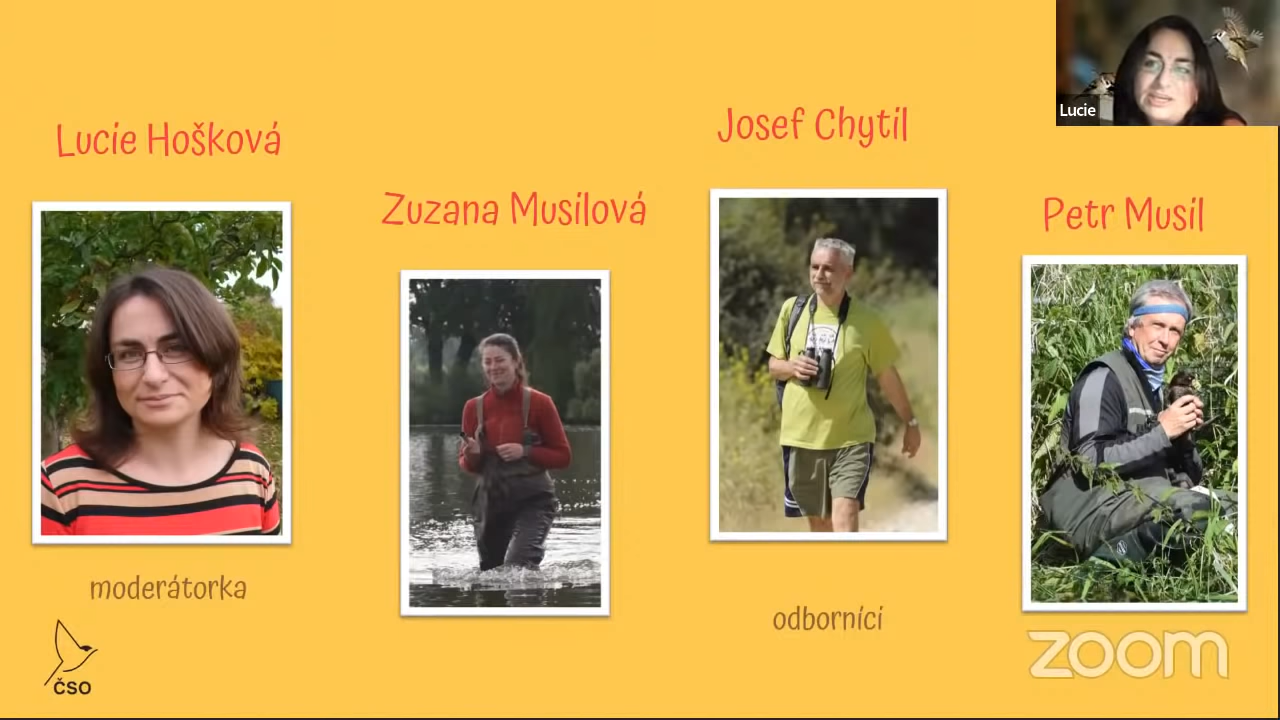 Lucie
Lucie Hošková
Zuzana Musilová
Josef Chytil
Petr Musil
moderátorka
odborníci
ČSO
zoom